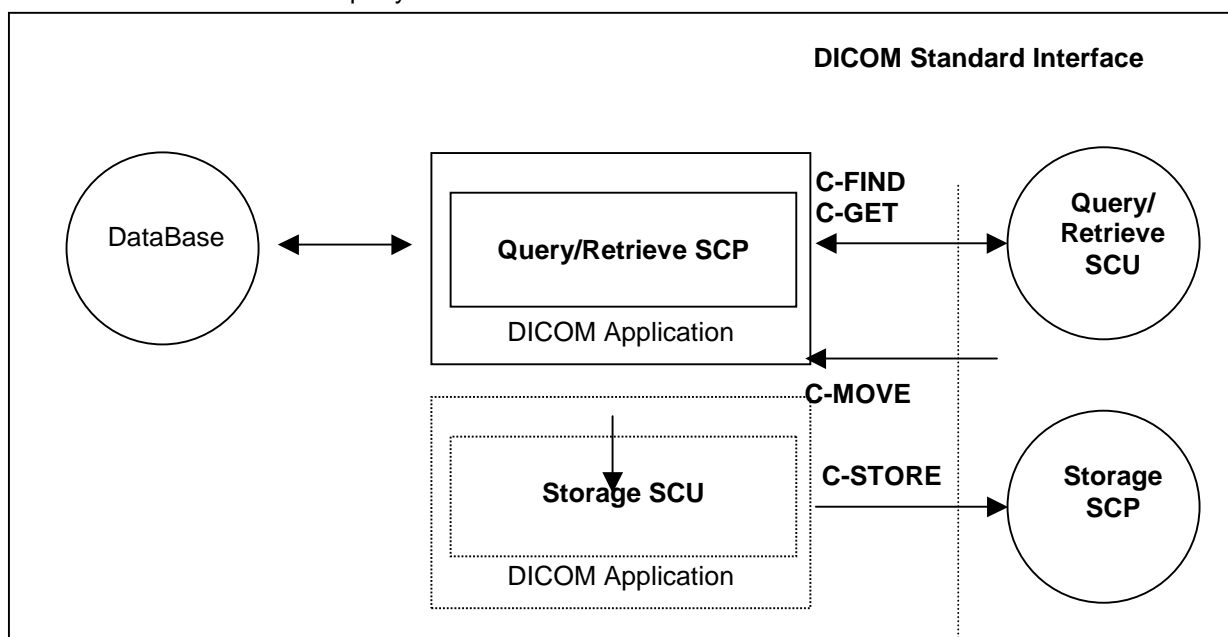 DICOM Standard Interface
DataBase
Query/Retrieve SCP
DICOM Application
C-FIND
C-GET
Query/
Retrieve
SCU
C-MOVE
Storage SCU
DICOM Application
C-STORE
Storage
SCP